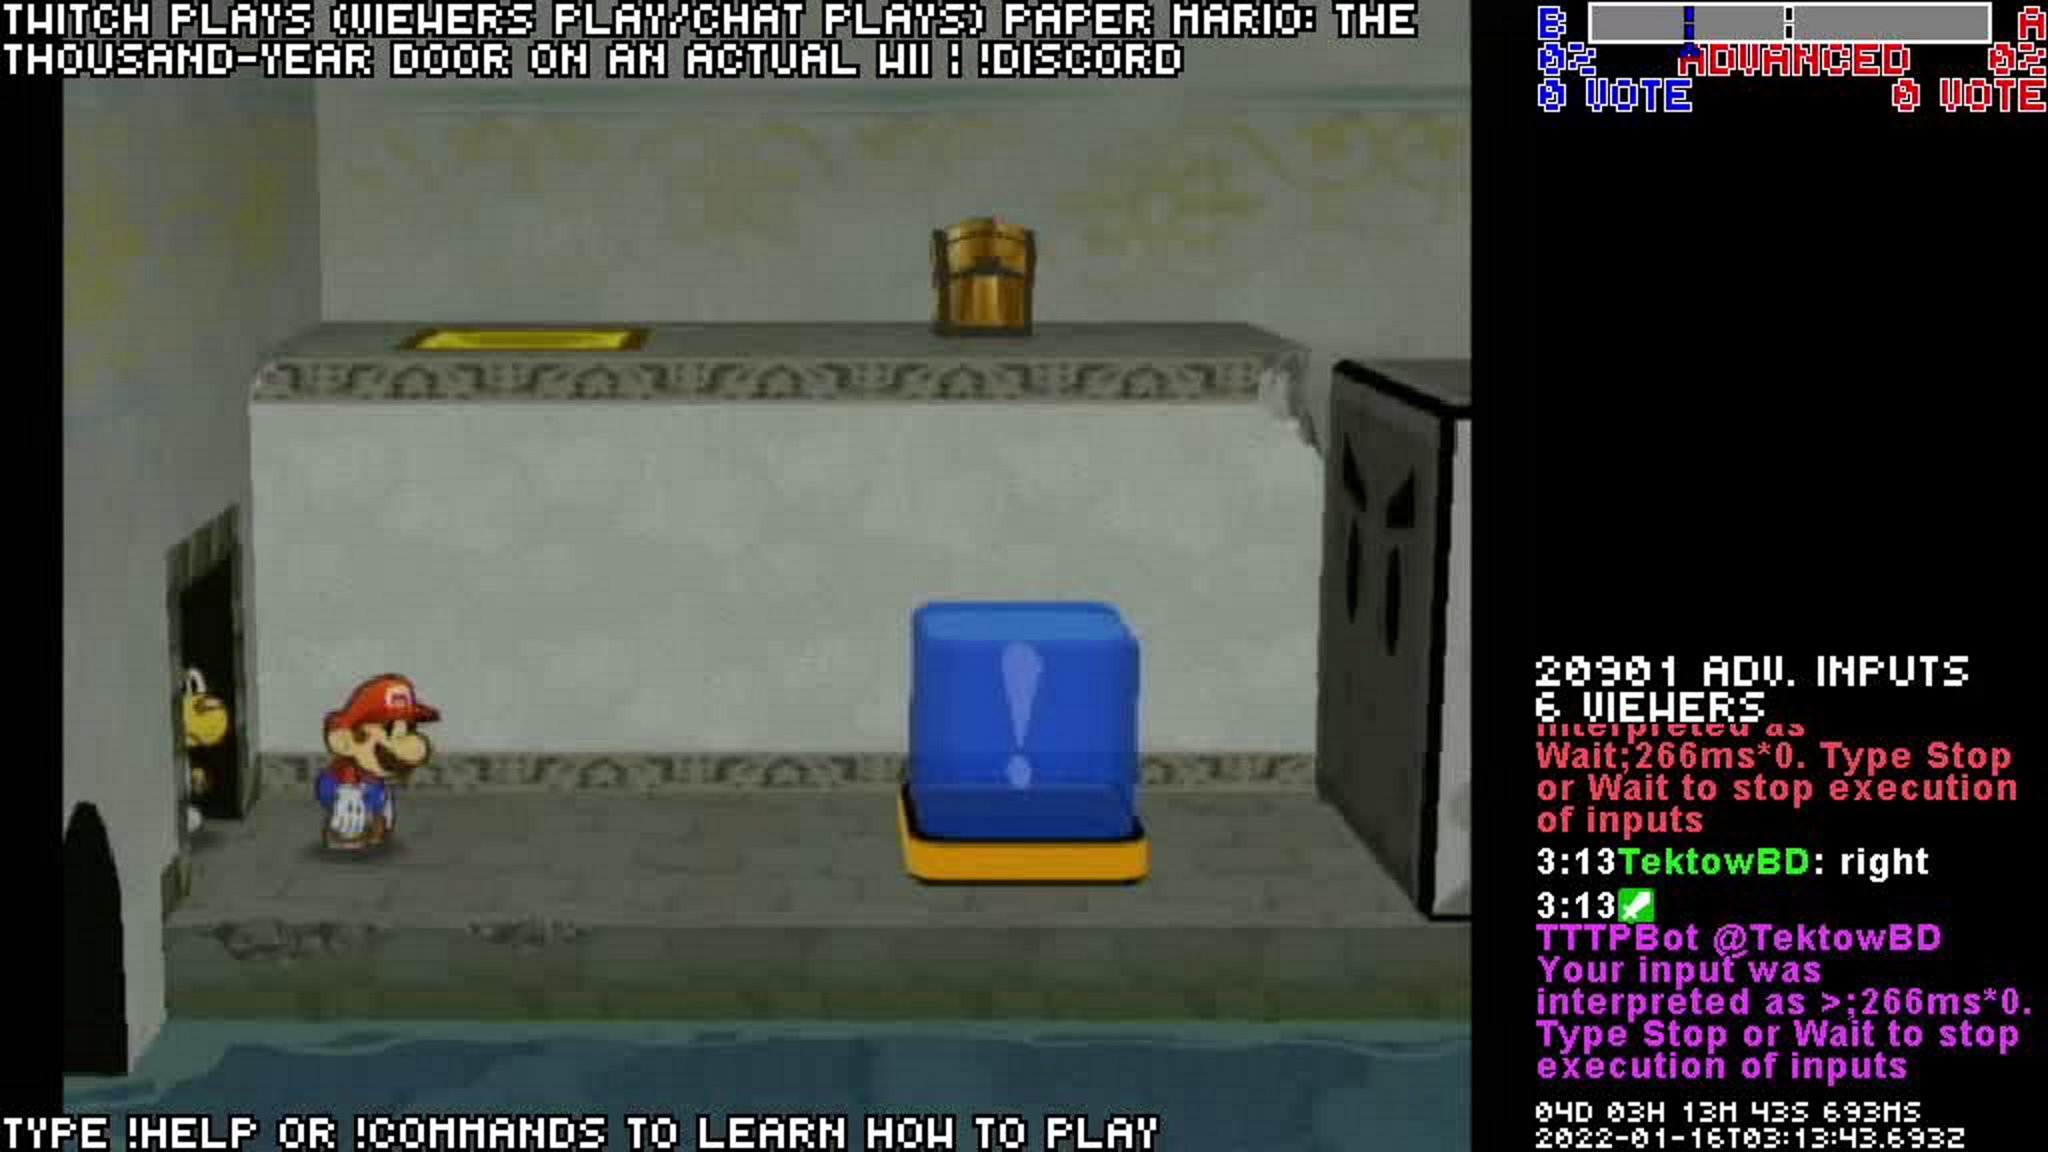 TWITCH PLAYS (VIEWERS PLAY/CHAT PLAYS) PAPER MARIO: THE
THOUSAND-YEAR DOOR ON AN ACTUAL WII : !DISCORD
B A
0% ADVANCED 0%
0 VOTE 0 VOTE
!
20901 ADV. INPUTS
6 VIEWERS
interpreted as
Wait;266ms*0. Type Stop
or Wait to stop execution
of inputs
3:13TektowBD: right
3:13
TTTPBot @TektowBD
Your input was
interpreted as >;266ms*0.
Type Stop or Wait to stop
execution of inputs
04D 03H 13M 43S 693MS
2022-01-16T03:13:43.693Z
TYPE !HELP OR !COMMANDS TO LEARN HOW TO PLAY